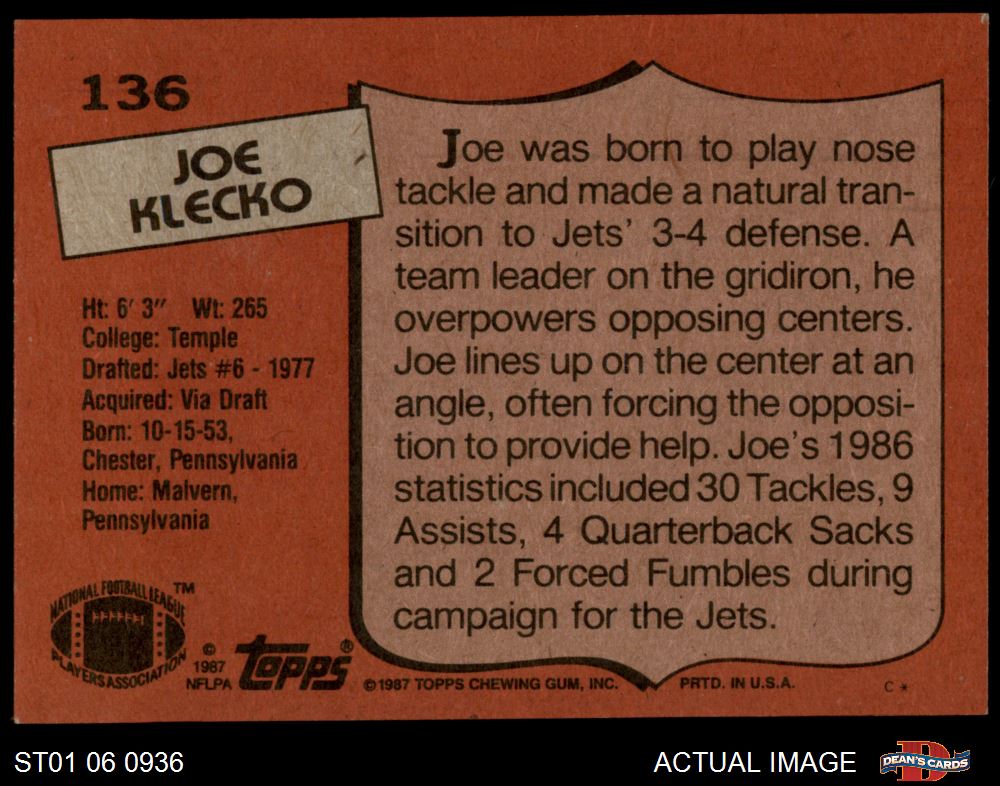 136
JOE
KLECKO
Ht: 6' 3" Wt: 265
College: Temple
Drafted: Jets #6 - 1977
Acquired: Via Draft
Born: 10-15-53,
Chester, Pennsylvania
Home: Malvern,
Pennsylvania
Joe was born to play nose
tackle and made a natural tran-
sition to Jets' 3-4 defense. A
team leader on the gridiron, he
overpowers opposing centers.
Joe lines up on the center at an
angle, often forcing the opposi-
tion to provide help. Joe's 1986
statistics included 30 Tackles, 9
Assists, 4 Quarterback Sacks
and 2 Forced Fumbles during
campaign for the Jets.
NATIONAL FOOTBALL LEAGUE ™
PLAYERS ASSOCIATION
©
1987
NFLPA
topps®
©1987 TOPPS CHEWING GUM, INC. PRTD. IN U.S.A. C*
ST01 06 0936
ACTUAL IMAGE
D
DEAN'S CARDS